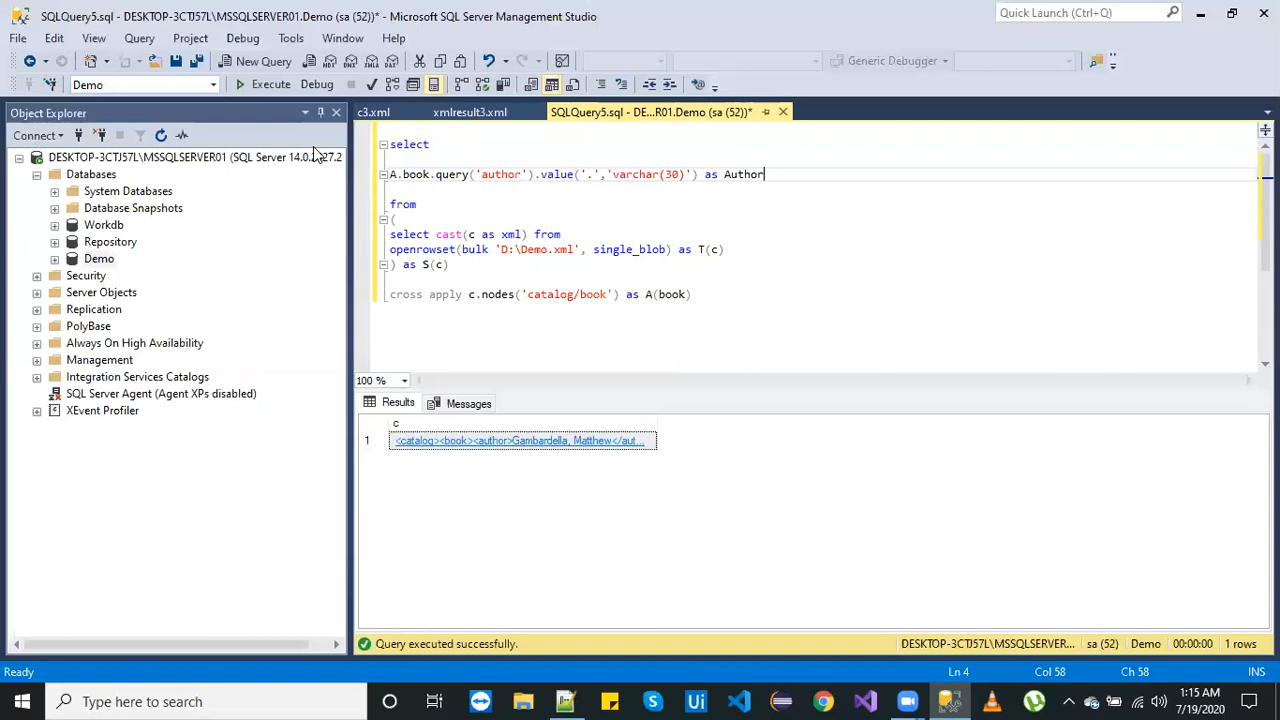 SQLQuery5.sql - DESKTOP-3CTJ57L\MSSQLSERVER01.Demo (sa (52))* - Microsoft SQL Server Management Studio
Quick Launch (Ctrl+Q)
File Edit View Query Project Debug Tools Window Help
New Query
Generic Debugger
Demo
Execute Debug
Object Explorer
c3.xml xmlresult3.xml SQLQuery5.sql - DE...R01.Demo (sa (52))*
Connect
DESKTOP-3CTJ57L\MSSQLSERVER01 (SQL Server 14.0.
Databases
System Databases
Database Snapshots
Workdb
Repository
Demo
Security
Server Objects
Replication
PolyBase
Always On High Availability
Management
Integration Services Catalogs
SQL Server Agent (Agent XPs disabled)
XEvent Profiler
select
A.book.query('author').value('.','varchar(30)') as Author
from
(
select cast(c as xml) from
openrowset(bulk 'D:\Demo.xml', single_blob) as T(c)
) as S(c)
cross apply c.nodes('catalog/book') as A(book)
100 %
Results Messages
c
1 <catalog><book><author>Gambardella, Matthew</aut...
Query executed successfully. DESKTOP-3CTJ57L\MSSQLSERVER... sa (52) Demo 00:00:00 1 rows
Ready Ln 4 Col 58 Ch 58 INS
Type here to search
Ui
1:15 AM
7/19/2020